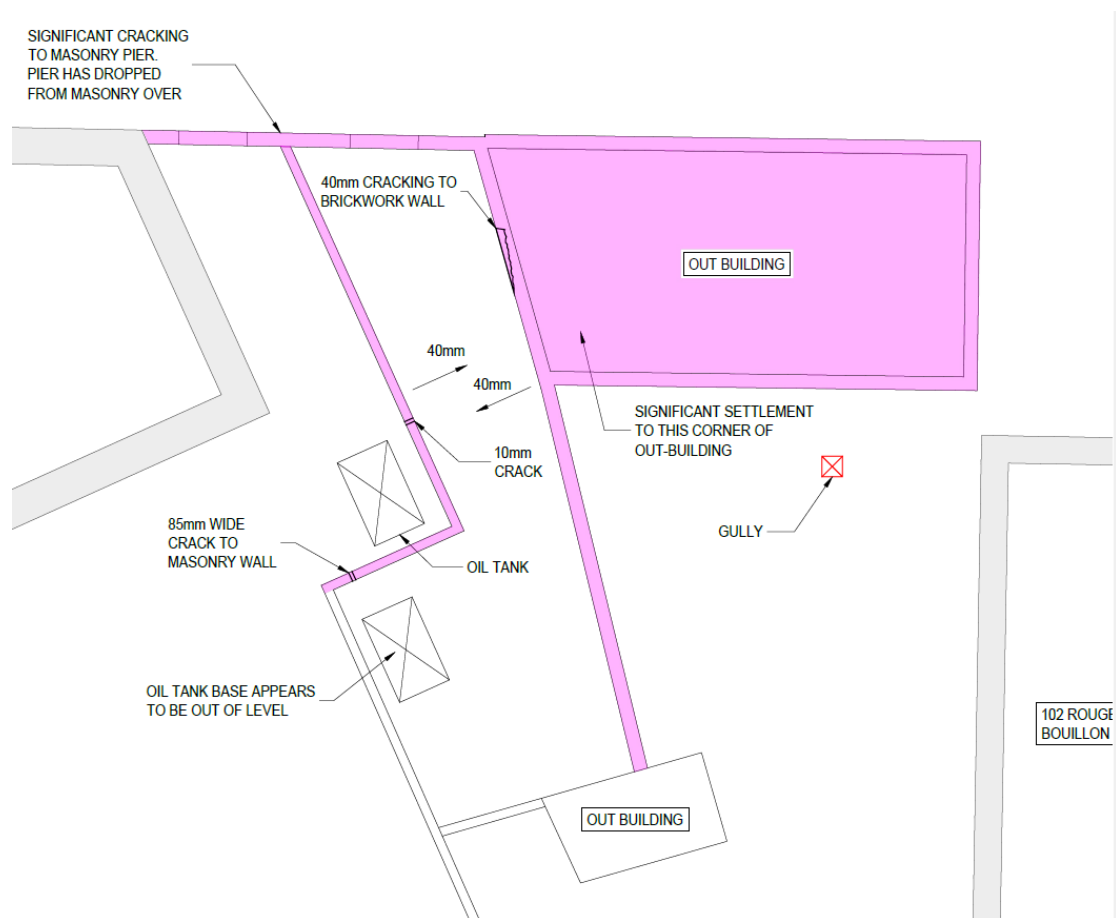 SIGNIFICANT CRACKING
TO MASONRY PIER.
PIER HAS DROPPED
FROM MASONRY OVER
40mm CRACKING TO
BRICKWORK WALL
OUT BUILDING
40mm
40mm
SIGNIFICANT SETTLEMENT
TO THIS CORNER OF
OUT-BUILDING
10mm
CRACK
GULLY
85mm WIDE
CRACK TO
MASONRY WALL
OIL TANK
OIL TANK BASE APPEARS
TO BE OUT OF LEVEL
102 ROUGE
BOUILLON
OUT BUILDING